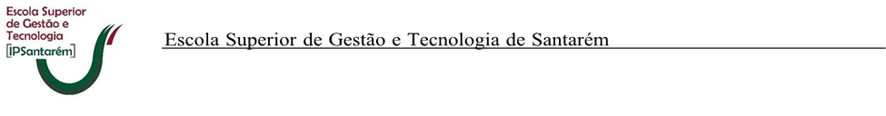 Escola Superior
de Gestão e
Tecnologia
[IPSantarém]
Escola Superior de Gestão e Tecnologia de Santarém